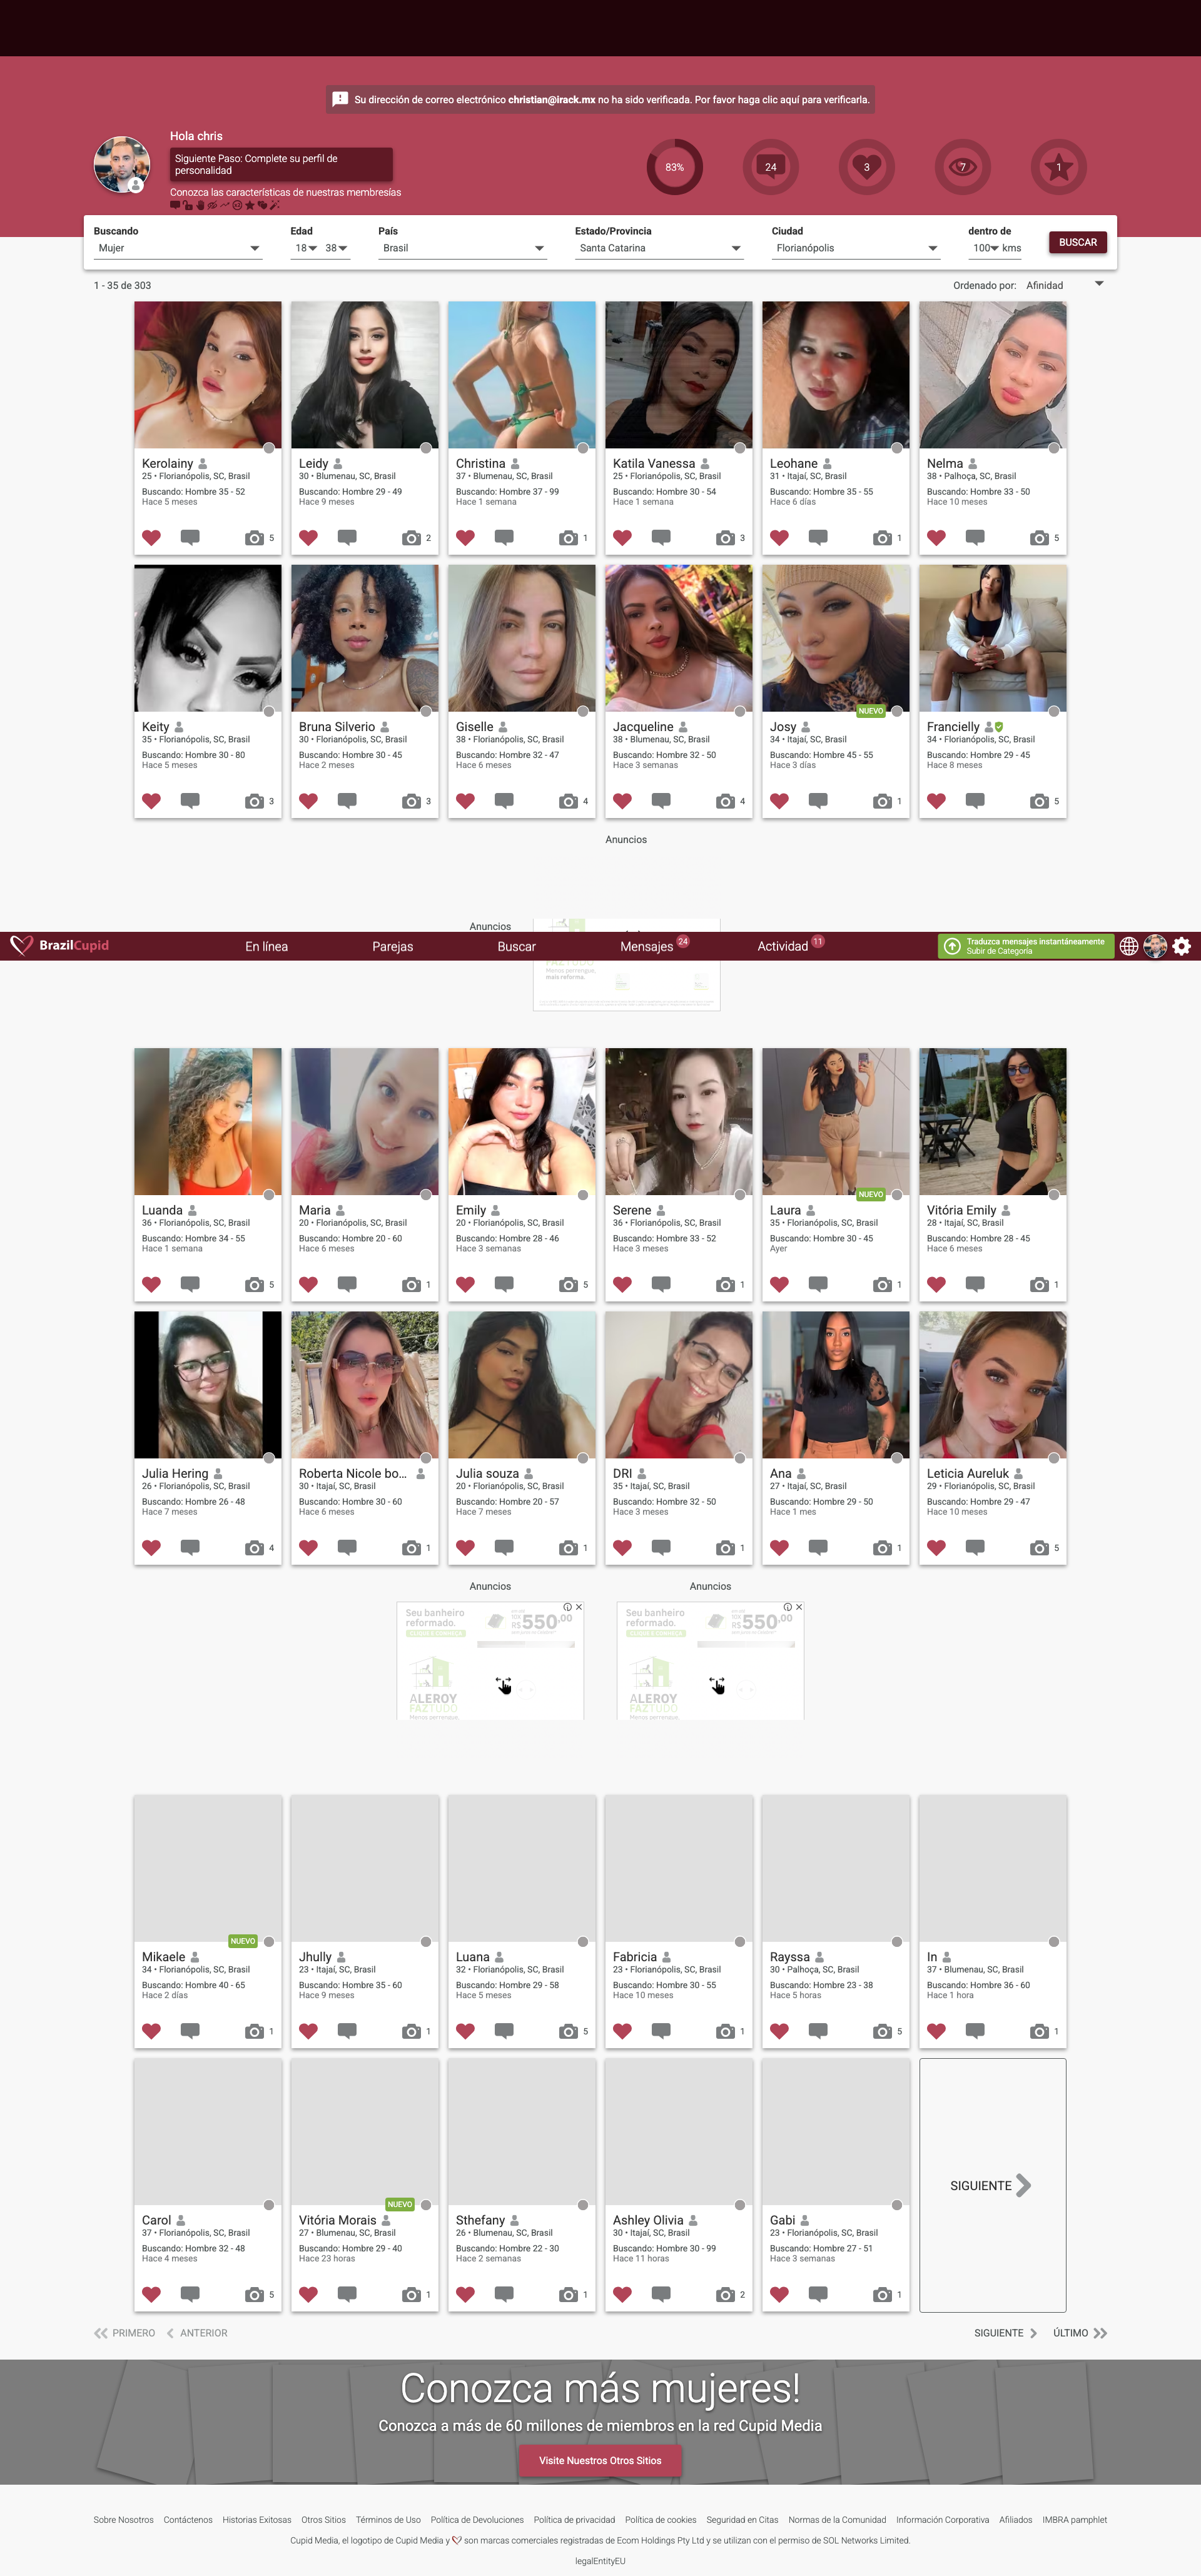 Su dirección de correo electrónico christian@irack.mx no ha sido verificada. Por favor haga clic aquí para verificarla.
Hola chris
Siguiente Paso: Complete su perfil de
personalidad
Conozca las características de nuestras membresías
83%
24
3
7
1
Buscando
Edad
País
Estado/Provincia
Ciudad
dentro de
Mujer
18
38
Brasil
Santa Catarina
Florianópolis
100 kms
BUSCAR
1 - 35 de 303
Ordenado por: Afinidad
Kerolainy
25 • Florianópolis, SC, Brasil
Buscando: Hombre 35 - 52
Hace 5 meses
5
Leidy
30 • Blumenau, SC, Brasil
Buscando: Hombre 29 - 49
Hace 9 meses
2
Christina
37 • Blumenau, SC, Brasil
Buscando: Hombre 37 - 99
Hace 1 semana
1
Katila Vanessa
25 • Florianópolis, SC, Brasil
Buscando: Hombre 30 - 54
Hace 1 semana
3
Leohane
31 • Itajaí, SC, Brasil
Buscando: Hombre 35 - 55
Hace 6 días
1
Nelma
38 • Palhoça, SC, Brasil
Buscando: Hombre 33 - 50
Hace 10 meses
5
Keity
35 • Florianópolis, SC, Brasil
Buscando: Hombre 30 - 80
Hace 5 meses
3
Bruna Silverio
30 • Florianópolis, SC, Brasil
Buscando: Hombre 30 - 45
Hace 2 meses
3
Giselle
38 • Florianópolis, SC, Brasil
Buscando: Hombre 32 - 47
Hace 6 meses
4
Jacqueline
38 • Blumenau, SC, Brasil
Buscando: Hombre 32 - 50
Hace 3 semanas
4
NUEVO
Josy
34 • Itajaí, SC, Brasil
Buscando: Hombre 45 - 55
Hace 3 días
1
Francielly
34 • Florianópolis, SC, Brasil
Buscando: Hombre 29 - 45
Hace 8 meses
5
Anuncios
Anuncios
BrazilCupid
En línea
Parejas
Buscar
Mensajes 24
Actividad 11
Traduzca mensajes instantáneamente
Subir de Categoría
FAZTUDO
Menos perrengue,
mais reforma.
Luanda
36 • Florianópolis, SC, Brasil
Buscando: Hombre 34 - 55
Hace 1 semana
5
Maria
20 • Florianópolis, SC, Brasil
Buscando: Hombre 20 - 60
Hace 6 meses
1
Emily
20 • Florianópolis, SC, Brasil
Buscando: Hombre 28 - 46
Hace 3 semanas
5
Serene
36 • Florianópolis, SC, Brasil
Buscando: Hombre 33 - 52
Hace 3 meses
1
NUEVO
Laura
35 • Florianópolis, SC, Brasil
Buscando: Hombre 30 - 45
Ayer
1
Vitória Emily
28 • Itajaí, SC, Brasil
Buscando: Hombre 28 - 45
Hace 6 meses
1
Julia Hering
26 • Florianópolis, SC, Brasil
Buscando: Hombre 26 - 48
Hace 7 meses
4
Roberta Nicole bo...
30 • Itajaí, SC, Brasil
Buscando: Hombre 30 - 60
Hace 6 meses
1
Julia souza
20 • Florianópolis, SC, Brasil
Buscando: Hombre 20 - 57
Hace 7 meses
1
DRI
35 • Itajaí, SC, Brasil
Buscando: Hombre 32 - 50
Hace 3 meses
1
Ana
27 • Itajaí, SC, Brasil
Buscando: Hombre 29 - 50
Hace 1 mes
1
Leticia Aureluk
29 • Florianópolis, SC, Brasil
Buscando: Hombre 29 - 47
Hace 10 meses
5
Anuncios
Anuncios
Seu banheiro
reformado.
CLIQUE E CONHEÇA
10X
R$550,00
ALEROY
FAZTUDO
Menos perrengue,
Seu banheiro
reformado.
CLIQUE E CONHEÇA
10X
R$550,00
ALEROY
FAZTUDO
Menos perrengue,
NUEVO
Mikaele
34 • Florianópolis, SC, Brasil
Buscando: Hombre 40 - 65
Hace 2 días
1
Jhully
23 • Itajaí, SC, Brasil
Buscando: Hombre 35 - 60
Hace 9 meses
1
Luana
32 • Florianópolis, SC, Brasil
Buscando: Hombre 29 - 58
Hace 5 meses
5
Fabricia
23 • Florianópolis, SC, Brasil
Buscando: Hombre 30 - 55
Hace 10 meses
1
Rayssa
30 • Palhoça, SC, Brasil
Buscando: Hombre 23 - 38
Hace 5 horas
5
In
37 • Blumenau, SC, Brasil
Buscando: Hombre 36 - 60
Hace 1 hora
1
Carol
37 • Florianópolis, SC, Brasil
Buscando: Hombre 32 - 48
Hace 4 meses
5
NUEVO
Vitória Morais
27 • Blumenau, SC, Brasil
Buscando: Hombre 29 - 40
Hace 23 horas
1
Sthefany
26 • Blumenau, SC, Brasil
Buscando: Hombre 22 - 30
Hace 2 semanas
1
Ashley Olivia
30 • Itajaí, SC, Brasil
Buscando: Hombre 30 - 99
Hace 11 horas
2
Gabi
23 • Florianópolis, SC, Brasil
Buscando: Hombre 27 - 51
Hace 3 semanas
1
SIGUIENTE
PRIMERO
ANTERIOR
SIGUIENTE
ÚLTIMO
Conozca más mujeres!
Conozca a más de 60 millones de miembros en la red Cupid Media
Visite Nuestros Otros Sitios
Sobre Nosotros Contáctenos Historias Exitosas Otros Sitios Términos de Uso Política de Devoluciones Política de privacidad Política de cookies Seguridad en Citas Normas de la Comunidad Información Corporativa Afiliados IMBRA pamphlet
Cupid Media, el logotipo de Cupid Media y son marcas comerciales registradas de Ecom Holdings Pty Ltd y se utilizan con el permiso de SOL Networks Limited.
legalEntityEU